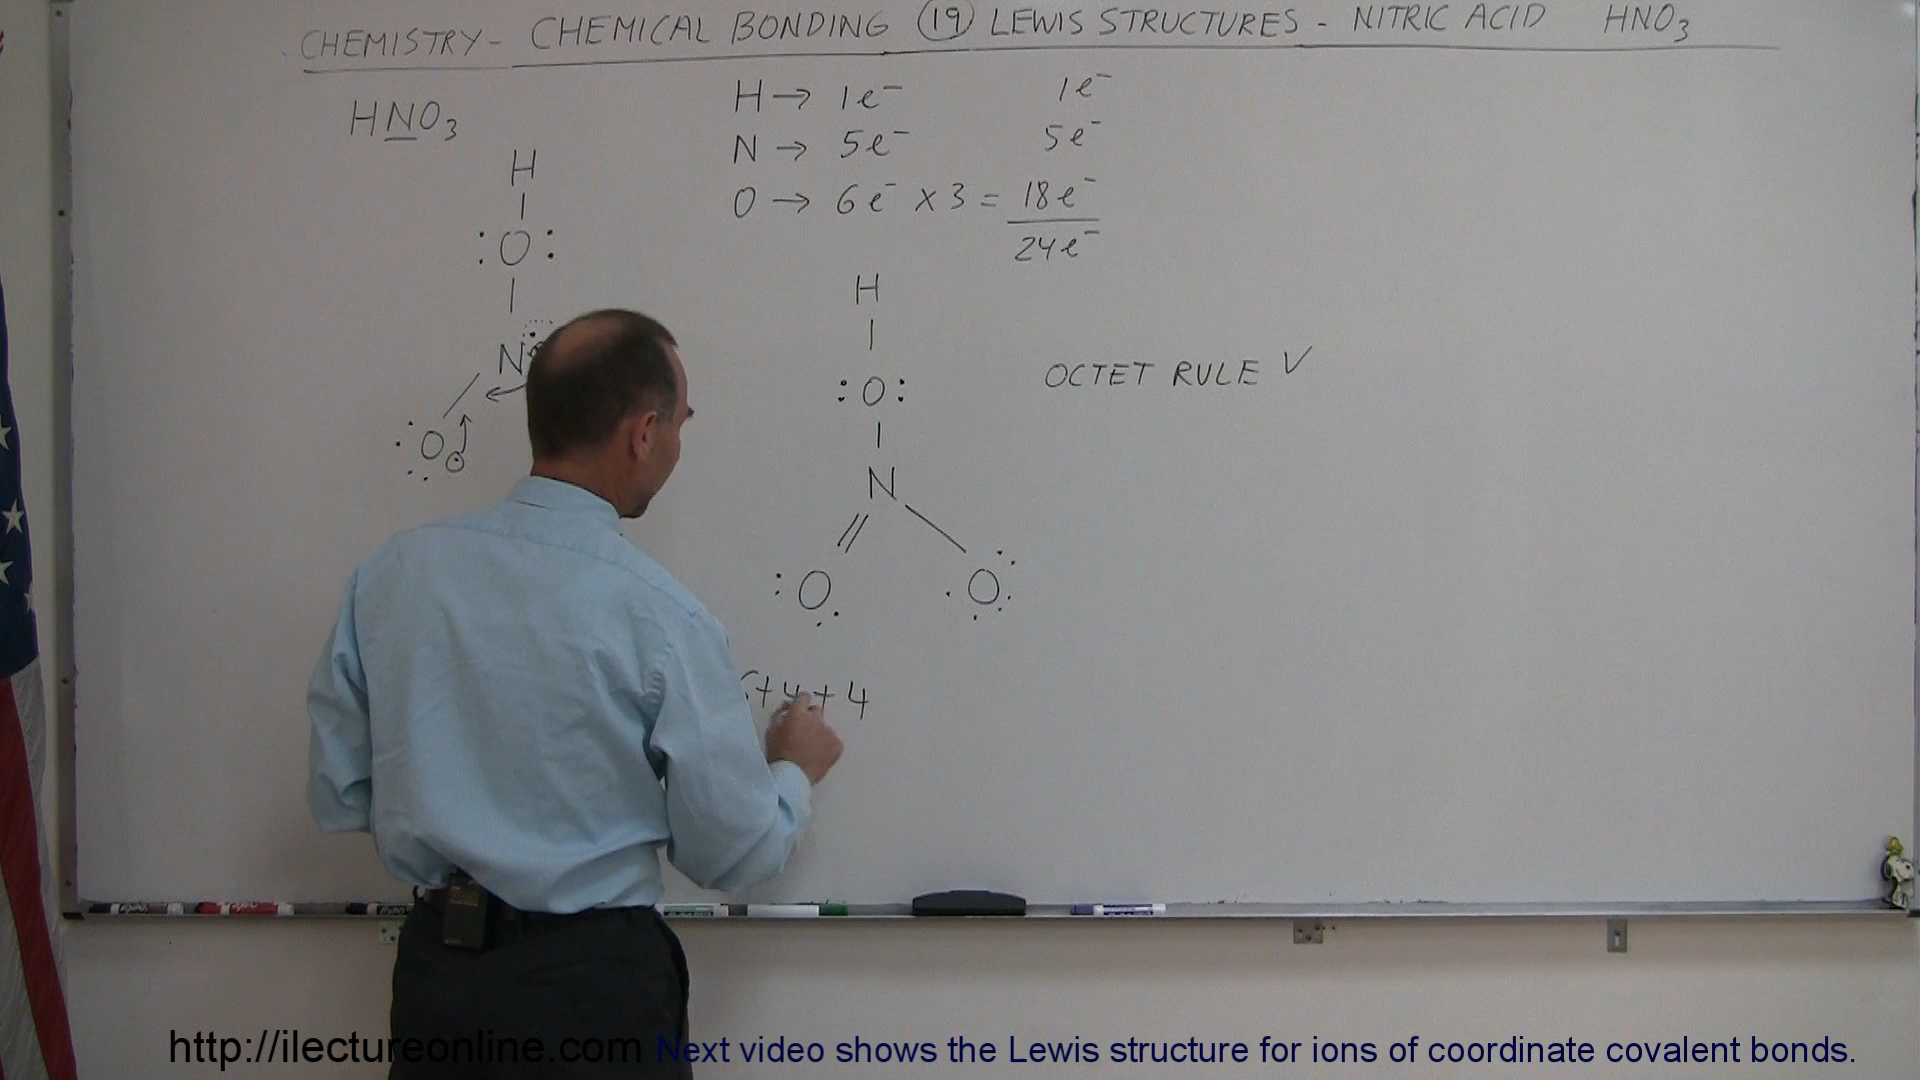 CHEMISTRY - CHEMICAL BONDING (19) LEWIS STRUCTURES - NITRIC ACID HNO₃
HNO₃
H → 1e⁻ 1e⁻
N → 5e⁻ 5e⁻
O → 6e⁻ x 3 = 18e⁻
24e⁻
H
:O:
N
O
H
:O:
N
:O
O
OCTET RULE √
+ 4 + 4
http://ilectureonline.com Next video shows the Lewis structure for ions of coordinate covalent bonds.